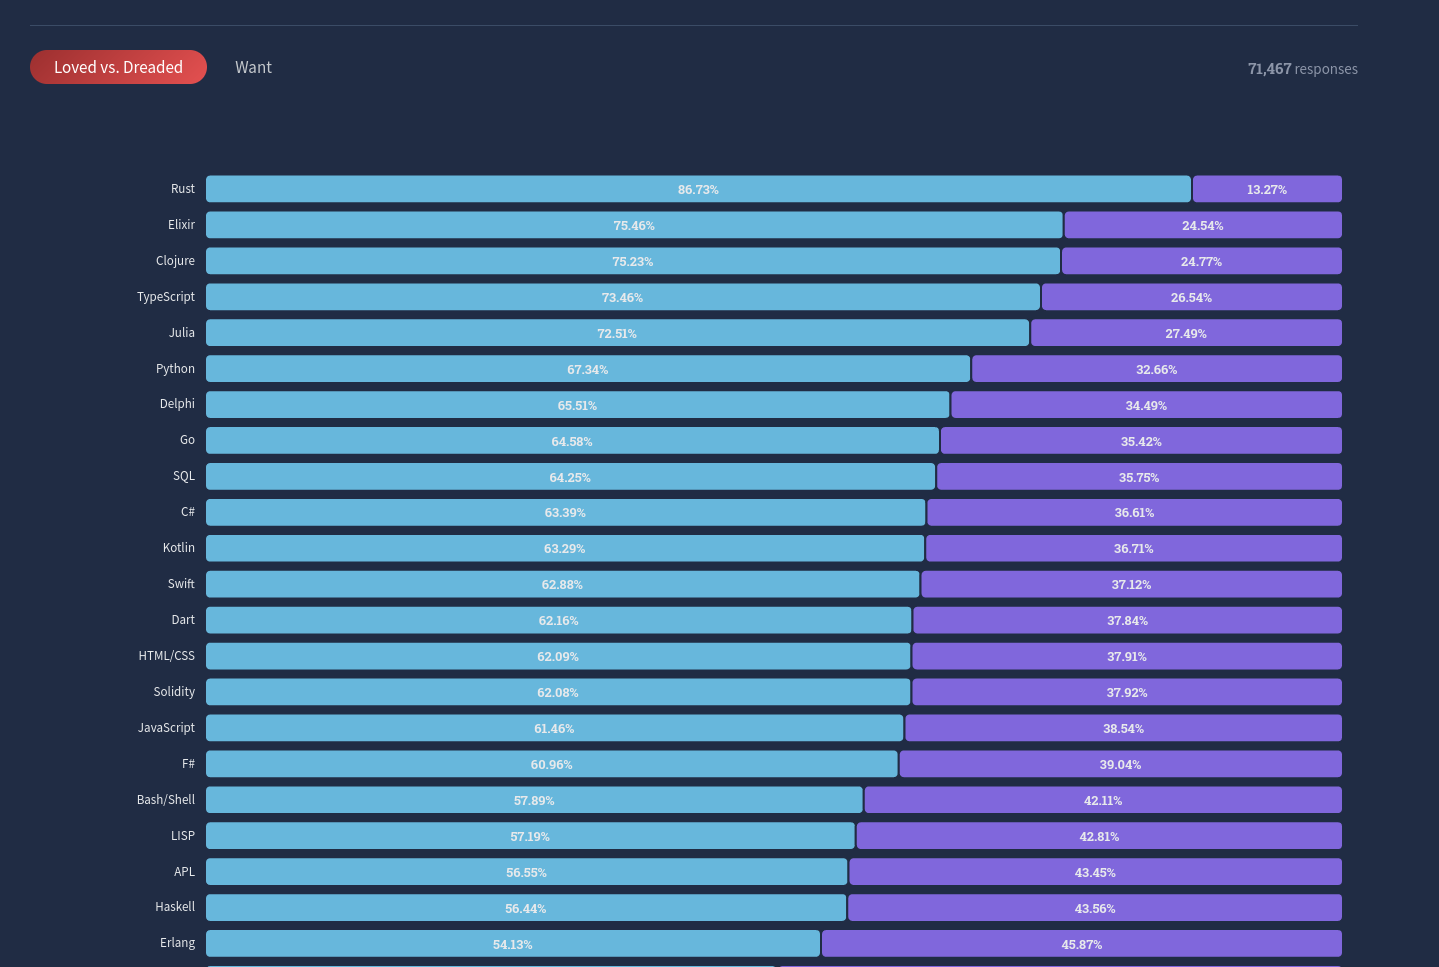 Loved vs. Dreaded Want 71,467 responses
Rust 86.73% 13.27%
Elixir 75.46% 24.54%
Clojure 75.23% 24.77%
TypeScript 73.46% 26.54%
Julia 72.51% 27.49%
Python 67.34% 32.66%
Delphi 65.51% 34.49%
Go 64.58% 35.42%
SQL 64.25% 35.75%
C# 63.39% 36.61%
Kotlin 63.29% 36.71%
Swift 62.88% 37.12%
Dart 62.16% 37.84%
HTML/CSS 62.09% 37.91%
Solidity 62.08% 37.92%
JavaScript 61.46% 38.54%
F# 60.96% 39.04%
Bash/Shell 57.89% 42.11%
LISP 57.19% 42.81%
APL 56.55% 43.45%
Haskell 56.44% 43.56%
Erlang 54.13% 45.87%